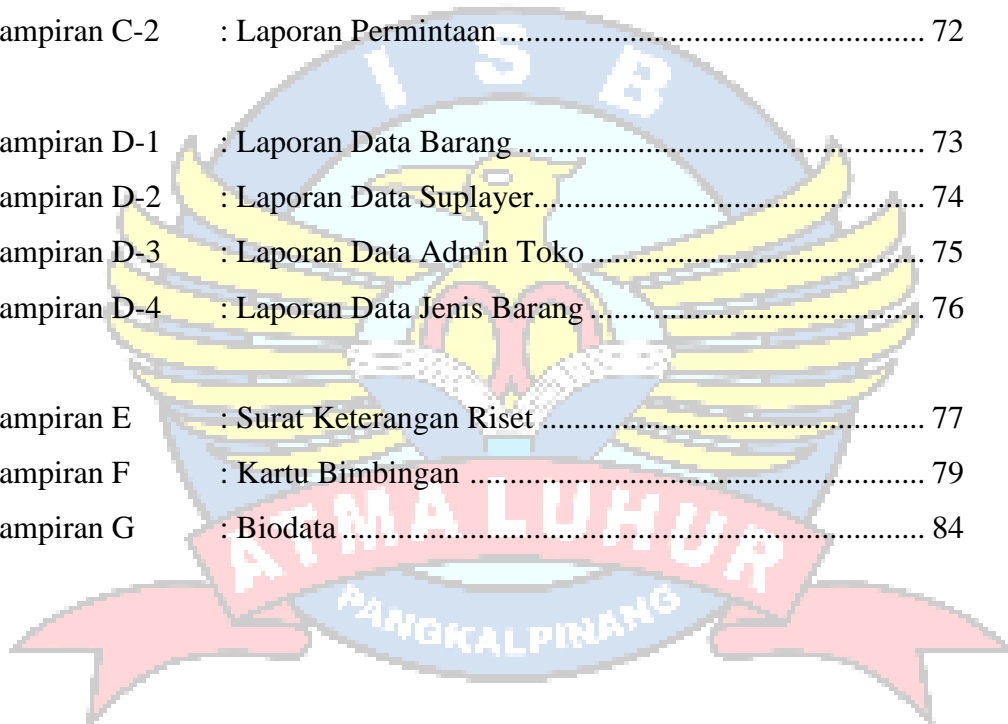 ampiran C-2 : Laporan Permintaan ................................................... 72
ampiran D-1 : Laporan Data Barang ................................................. 73
ampiran D-2 : Laporan Data Suplayer............................................... 74
ampiran D-3 : Laporan Data Admin Toko ......................................... 75
ampiran D-4 : Laporan Data Jenis Barang ......................................... 76
ampiran E : Surat Keterangan Riset ............................................... 77
ampiran F : Kartu Bimbingan ........................................................ 79
ampiran G : Biodata ....................................................................... 84
I S B
ATMA LUHUR
PANGKALPINANG